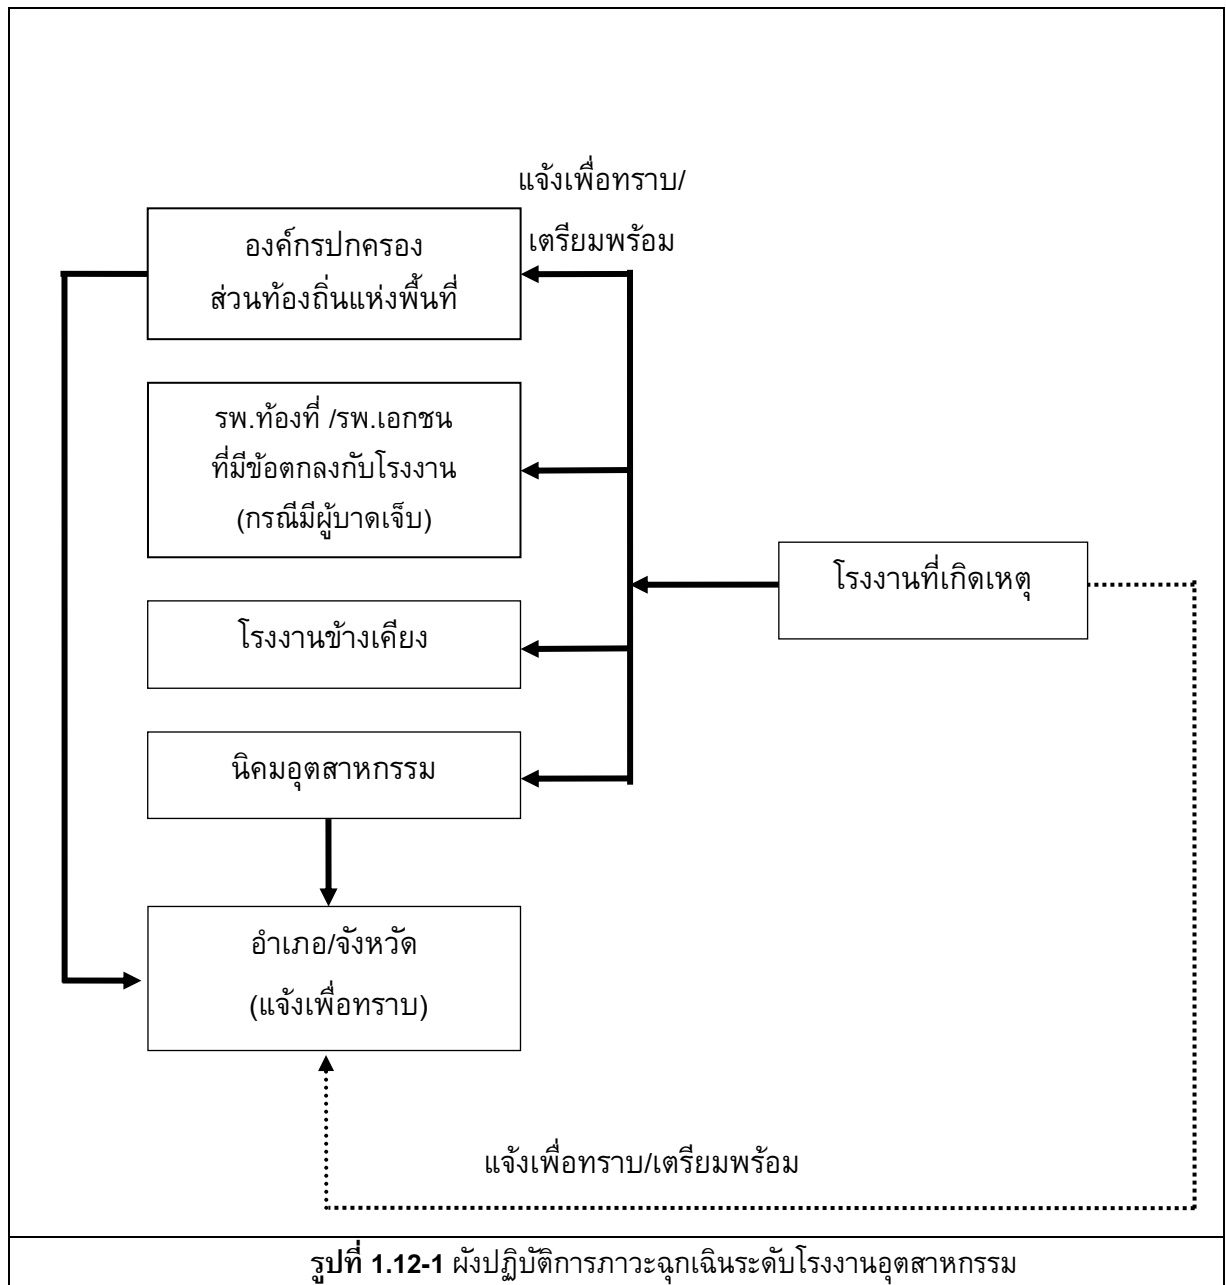 แจ้งเพื่อทราบ/
เตรียมพร้อม
องค์กรปกครอง
ส่วนท้องถิ่นแห่งพื้นที่
รพ.ท้องที่ /รพ.เอกชน
ที่มีข้อตกลงกับโรงงาน
(กรณีมีผู้บาดเจ็บ)
โรงงานที่เกิดเหตุ
โรงงานข้างเคียง
นิคมอุตสาหกรรม
อำเภอ/จังหวัด
(แจ้งเพื่อทราบ)
แจ้งเพื่อทราบ/เตรียมพร้อม
รูปที่ 1.12-1 ผังปฏิบัติการภาวะฉุกเฉินระดับโรงงานอุตสาหกรรม